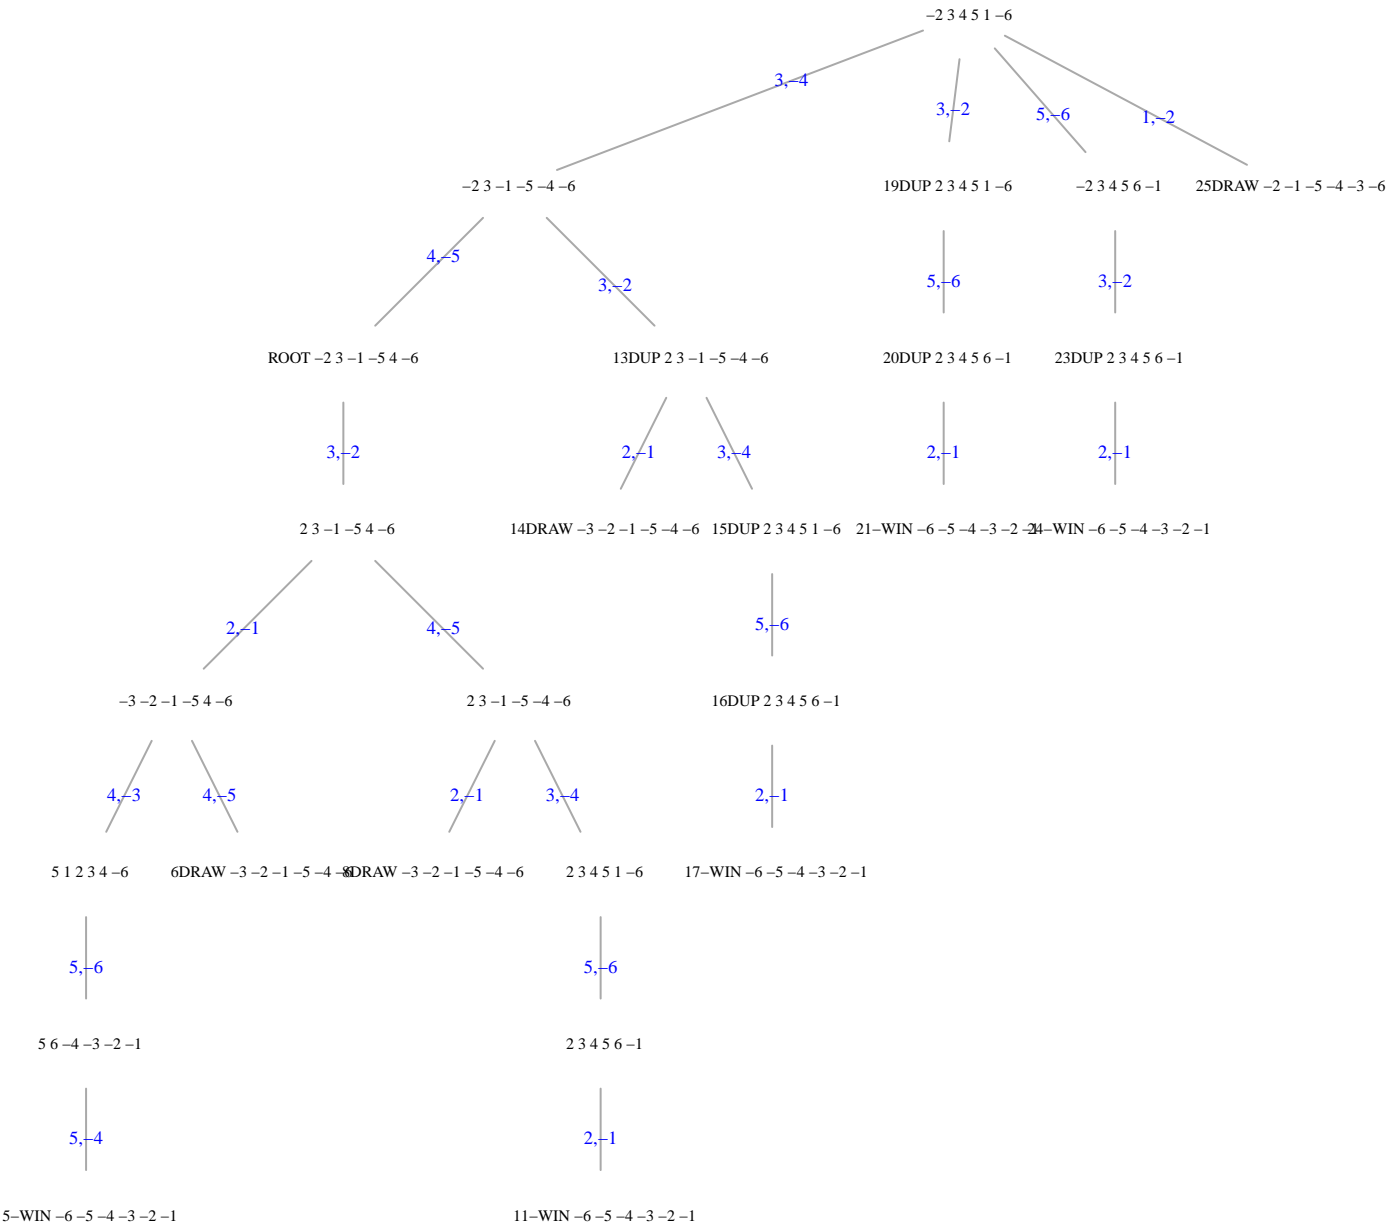 –2 3 4 5 1 –6
3,–4
3,–2
5,–6
1,–2
–2 3 –1 –5 –4 –6
19DUP 2 3 4 5 1 –6
–2 3 4 5 6 –1
25DRAW –2 –1 –5 –4 –3 –6
4,–5
3,–2
5,–6
3,–2
ROOT –2 3 –1 –5 4 –6
13DUP 2 3 –1 –5 –4 –6
20DUP 2 3 4 5 6 –1
23DUP 2 3 4 5 6 –1
3,–2
2,–1
3,–4
2,–1
2,–1
2 3 –1 –5 4 –6
14DRAW –3 –2 –1 –5 –4 –6
15DUP 2 3 4 5 1 –6
21–WIN –6 –5 –4 –3 –2 –1
24–WIN –6 –5 –4 –3 –2 –1
2,–1
4,–5
5,–6
–3 –2 –1 –5 4 –6
2 3 –1 –5 –4 –6
16DUP 2 3 4 5 6 –1
4,–3
4,–5
2,–1
3,–4
2,–1
5 1 2 3 4 –6
6DRAW –3 –2 –1 –5 –4 –6
8DRAW –3 –2 –1 –5 –4 –6
2 3 4 5 1 –6
17–WIN –6 –5 –4 –3 –2 –1
5,–6
5,–6
5 6 –4 –3 –2 –1
2 3 4 5 6 –1
5,–4
2,–1
5–WIN –6 –5 –4 –3 –2 –1
11–WIN –6 –5 –4 –3 –2 –1